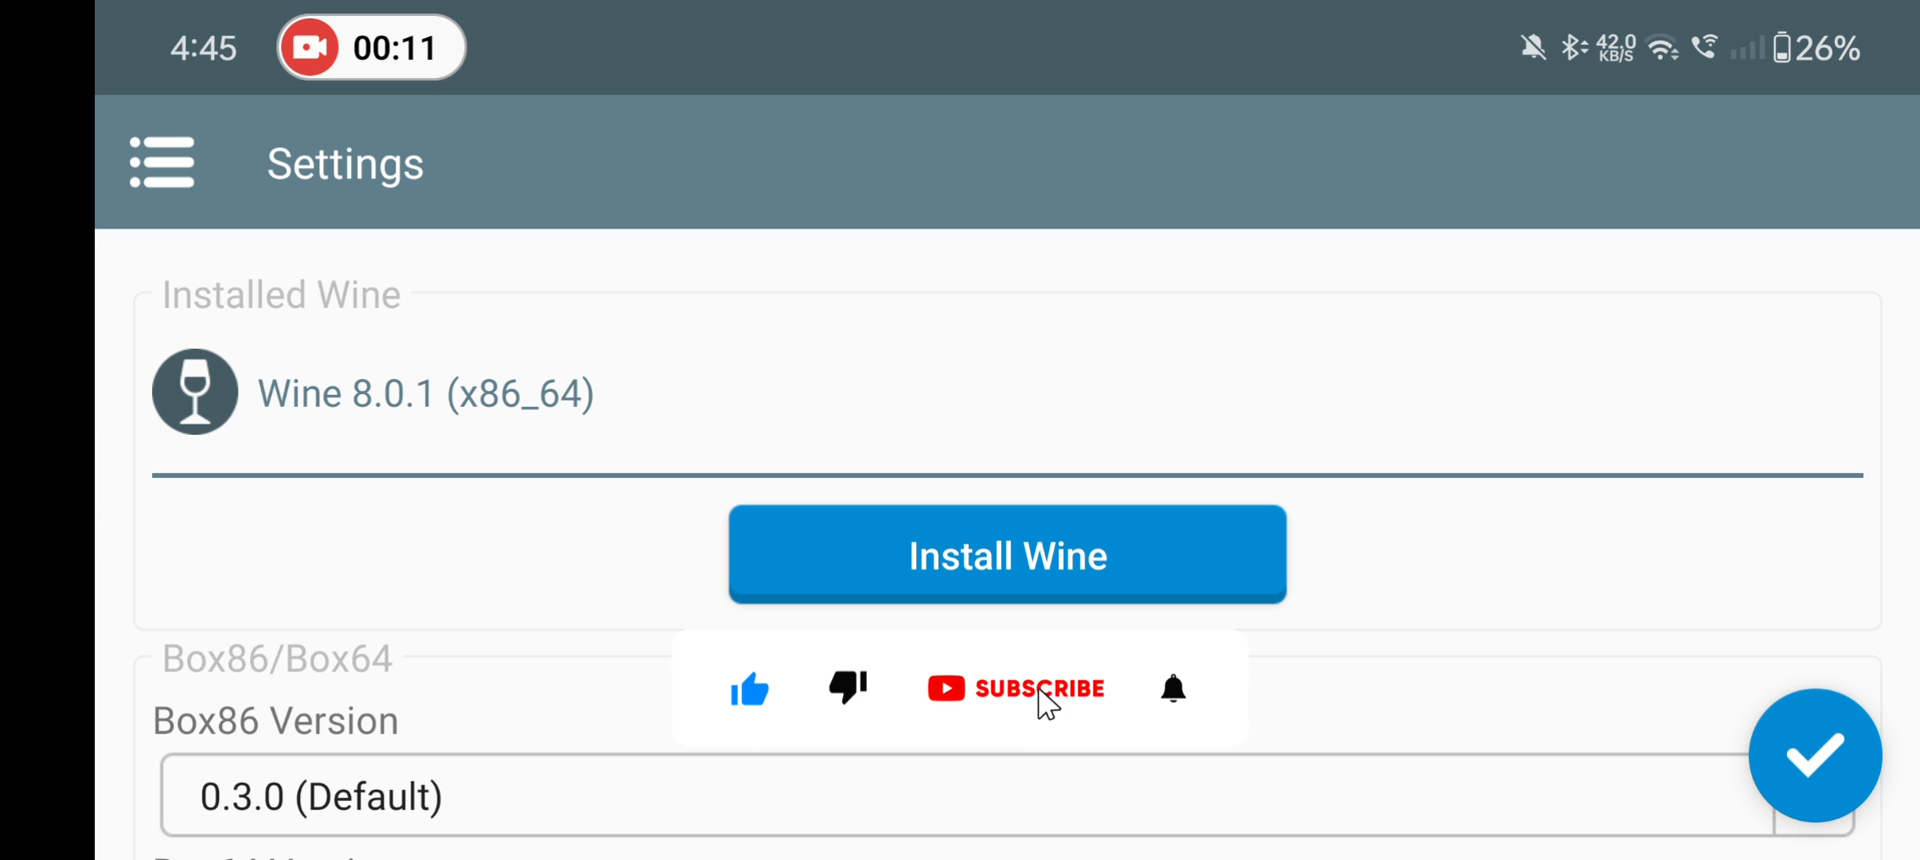 4:45 00:11 42.0 KB/S 26%
Settings
Installed Wine
Wine 8.0.1 (x86_64)
Install Wine
Box86/Box64
SUBSCRIBE
Box86 Version
0.3.0 (Default)